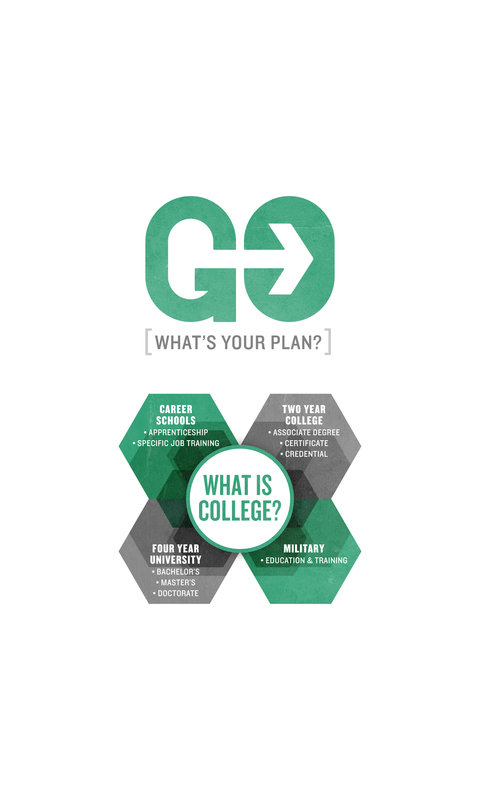 GO
[WHAT'S YOUR PLAN?]
CAREER
SCHOOLS
• APPRENTICESHIP
• SPECIFIC JOB TRAINING
TWO YEAR
COLLEGE
• ASSOCIATE DEGREE
• CERTIFICATE
• CREDENTIAL
WHAT IS
COLLEGE?
FOUR YEAR
UNIVERSITY
• BACHELOR'S
• MASTER'S
• DOCTORATE
MILITARY
• EDUCATION & TRAINING